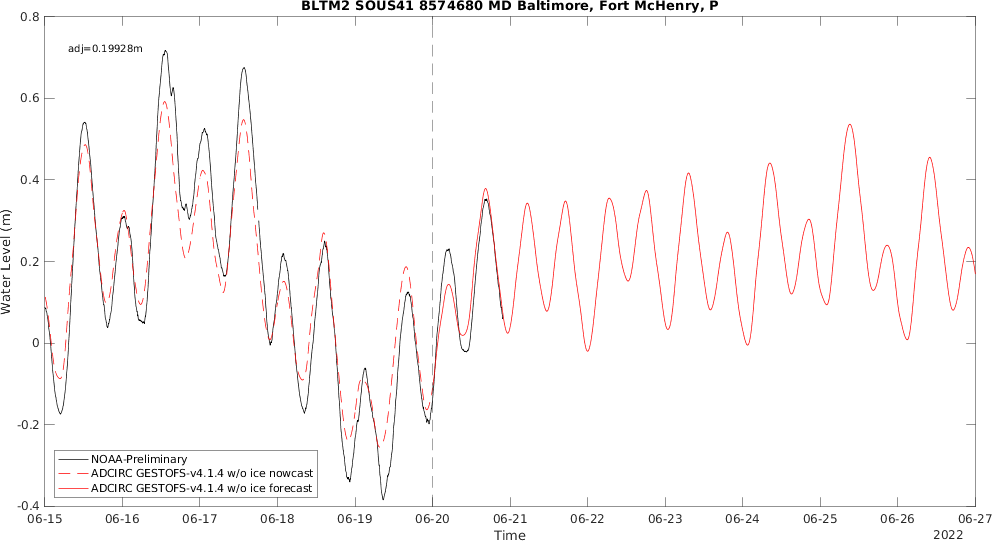 BLTM2 SOUS41 8574680 MD Baltimore, Fort McHenry, P
adj=0.19928m
0.8
0.6
0.4
0.2
0
-0.2
-0.4
Water Level (m)
NOAA-Preliminary
ADCIRC GESTOFS-v4.1.4 w/o ice nowcast
ADCIRC GESTOFS-v4.1.4 w/o ice forecast
06-15 06-16 06-17 06-18 06-19 06-20 06-21 06-22 06-23 06-24 06-25 06-26 06-27
Time
2022